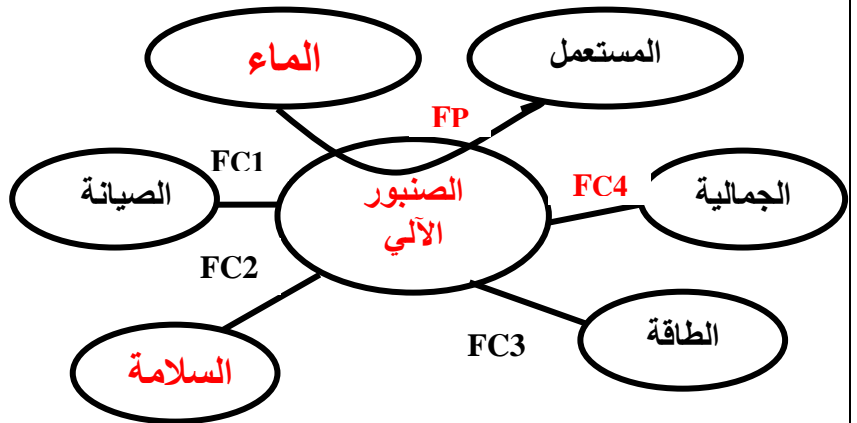 الماء
المستعمل
FP
FC1
FC4
الصيانة
الصنبور
الآلي
الجمالية
FC2
FC3
الطاقة
السلامة